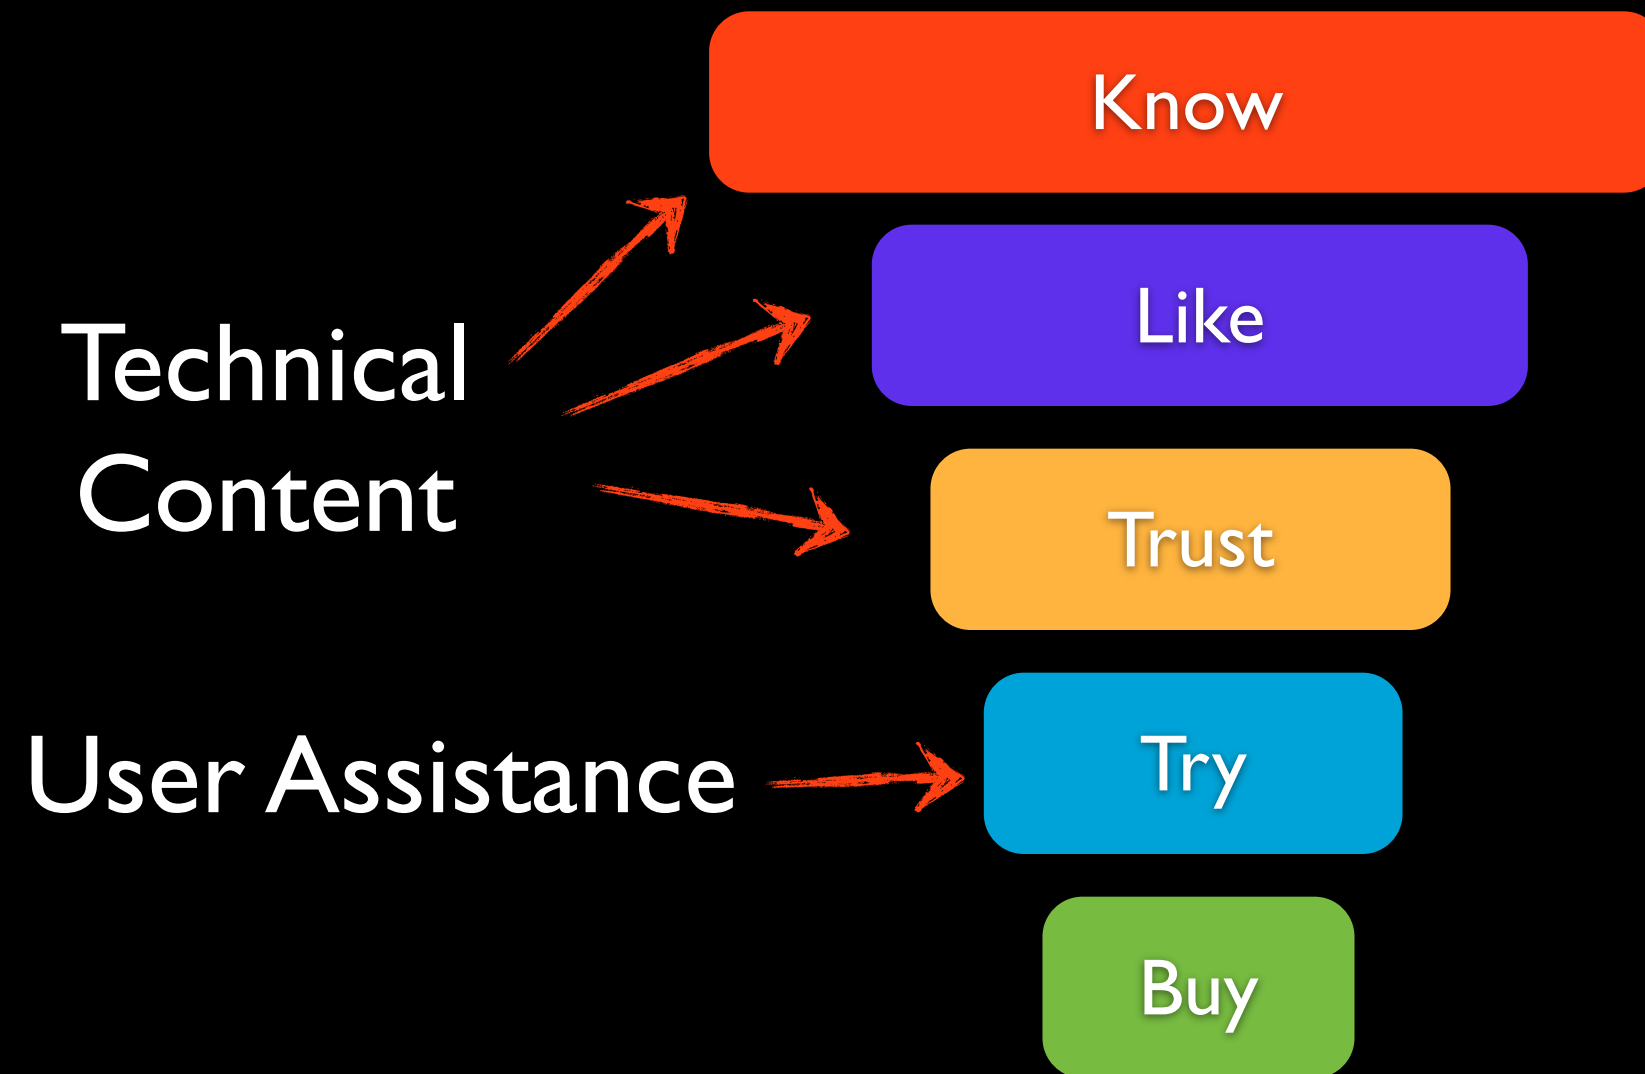 Know
Like
Technical
Content
Trust
User Assistance
Try
Buy